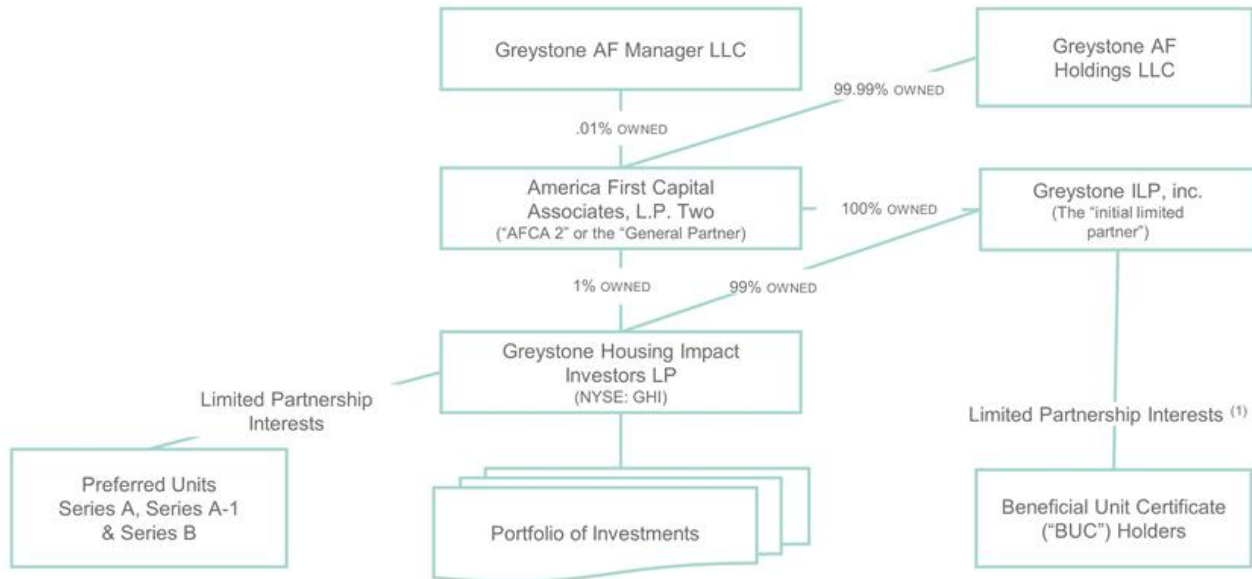 Greystone AF Manager LLC
Greystone AF
Holdings LLC
99.99% OWNED
.01% OWNED
America First Capital
Associates, L.P. Two
(“AFCA 2” or the “General Partner)
100% OWNED
Greystone ILP, inc.
(The “initial limited
partner”)
1% OWNED
99% OWNED
Greystone Housing Impact
Investors LP
(NYSE: GHI)
Limited Partnership
Interests
Limited Partnership Interests (1)
Preferred Units
Series A, Series A-1
& Series B
Portfolio of Investments
Beneficial Unit Certificate
(“BUC”) Holders